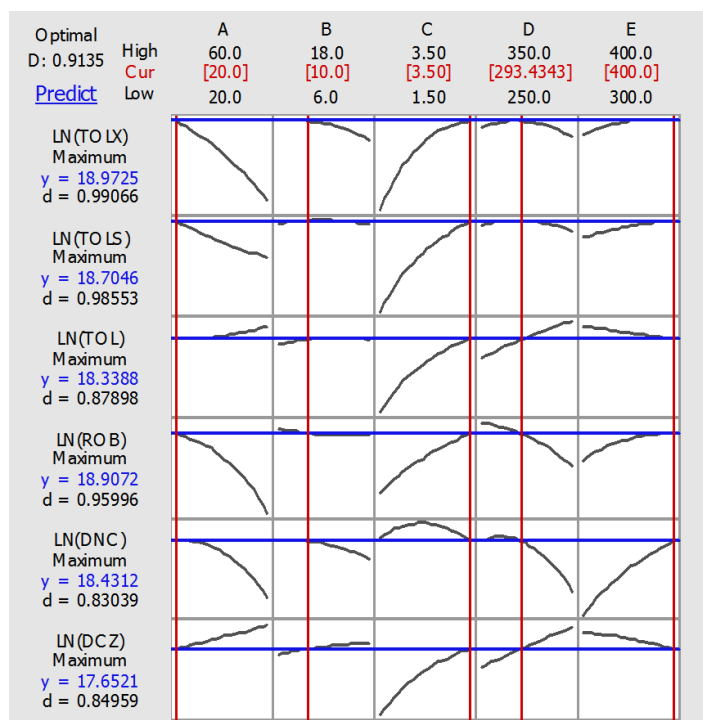 Optimal
D: 0.9135
Predict
High
Cur
Low
A
60.0
[20.0]
20.0
B
18.0
[10.0]
6.0
C
3.50
[3.50]
1.50
D
350.0
[293.4343]
250.0
E
400.0
[400.0]
300.0
LN(TOLX)
Maximum
y = 18.9725
d = 0.99066
LN(TOLS)
Maximum
y = 18.7046
d = 0.98553
LN(TOL)
Maximum
y = 18.3388
d = 0.87898
LN(ROB)
Maximum
y = 18.9072
d = 0.95996
LN(DNC)
Maximum
y = 18.4312
d = 0.83039
LN(DCZ)
Maximum
y = 17.6521
d = 0.84959